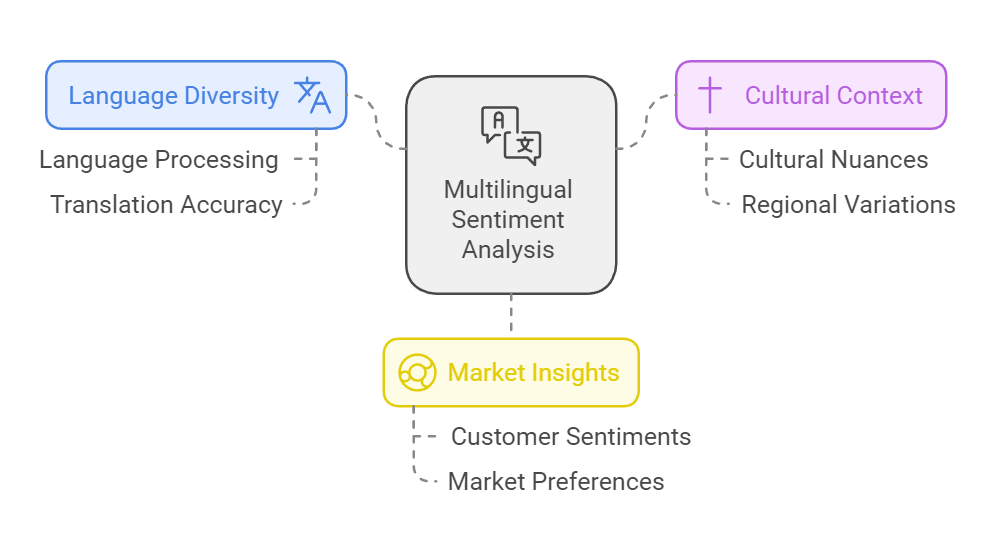 Language Diversity
Language Processing
Translation Accuracy
Multilingual
Sentiment
Analysis
Cultural Context
Cultural Nuances
Regional Variations
Market Insights
Customer Sentiments
Market Preferences